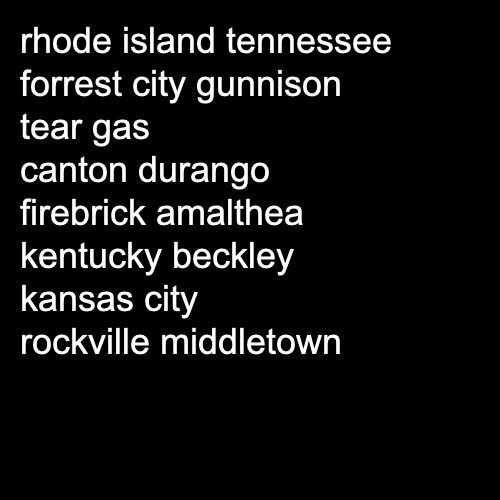 rhode island tennessee
forrest city gunnison
tear gas
canton durango
firebrick amalthea
kentucky beckley
kansas city
rockville middletown